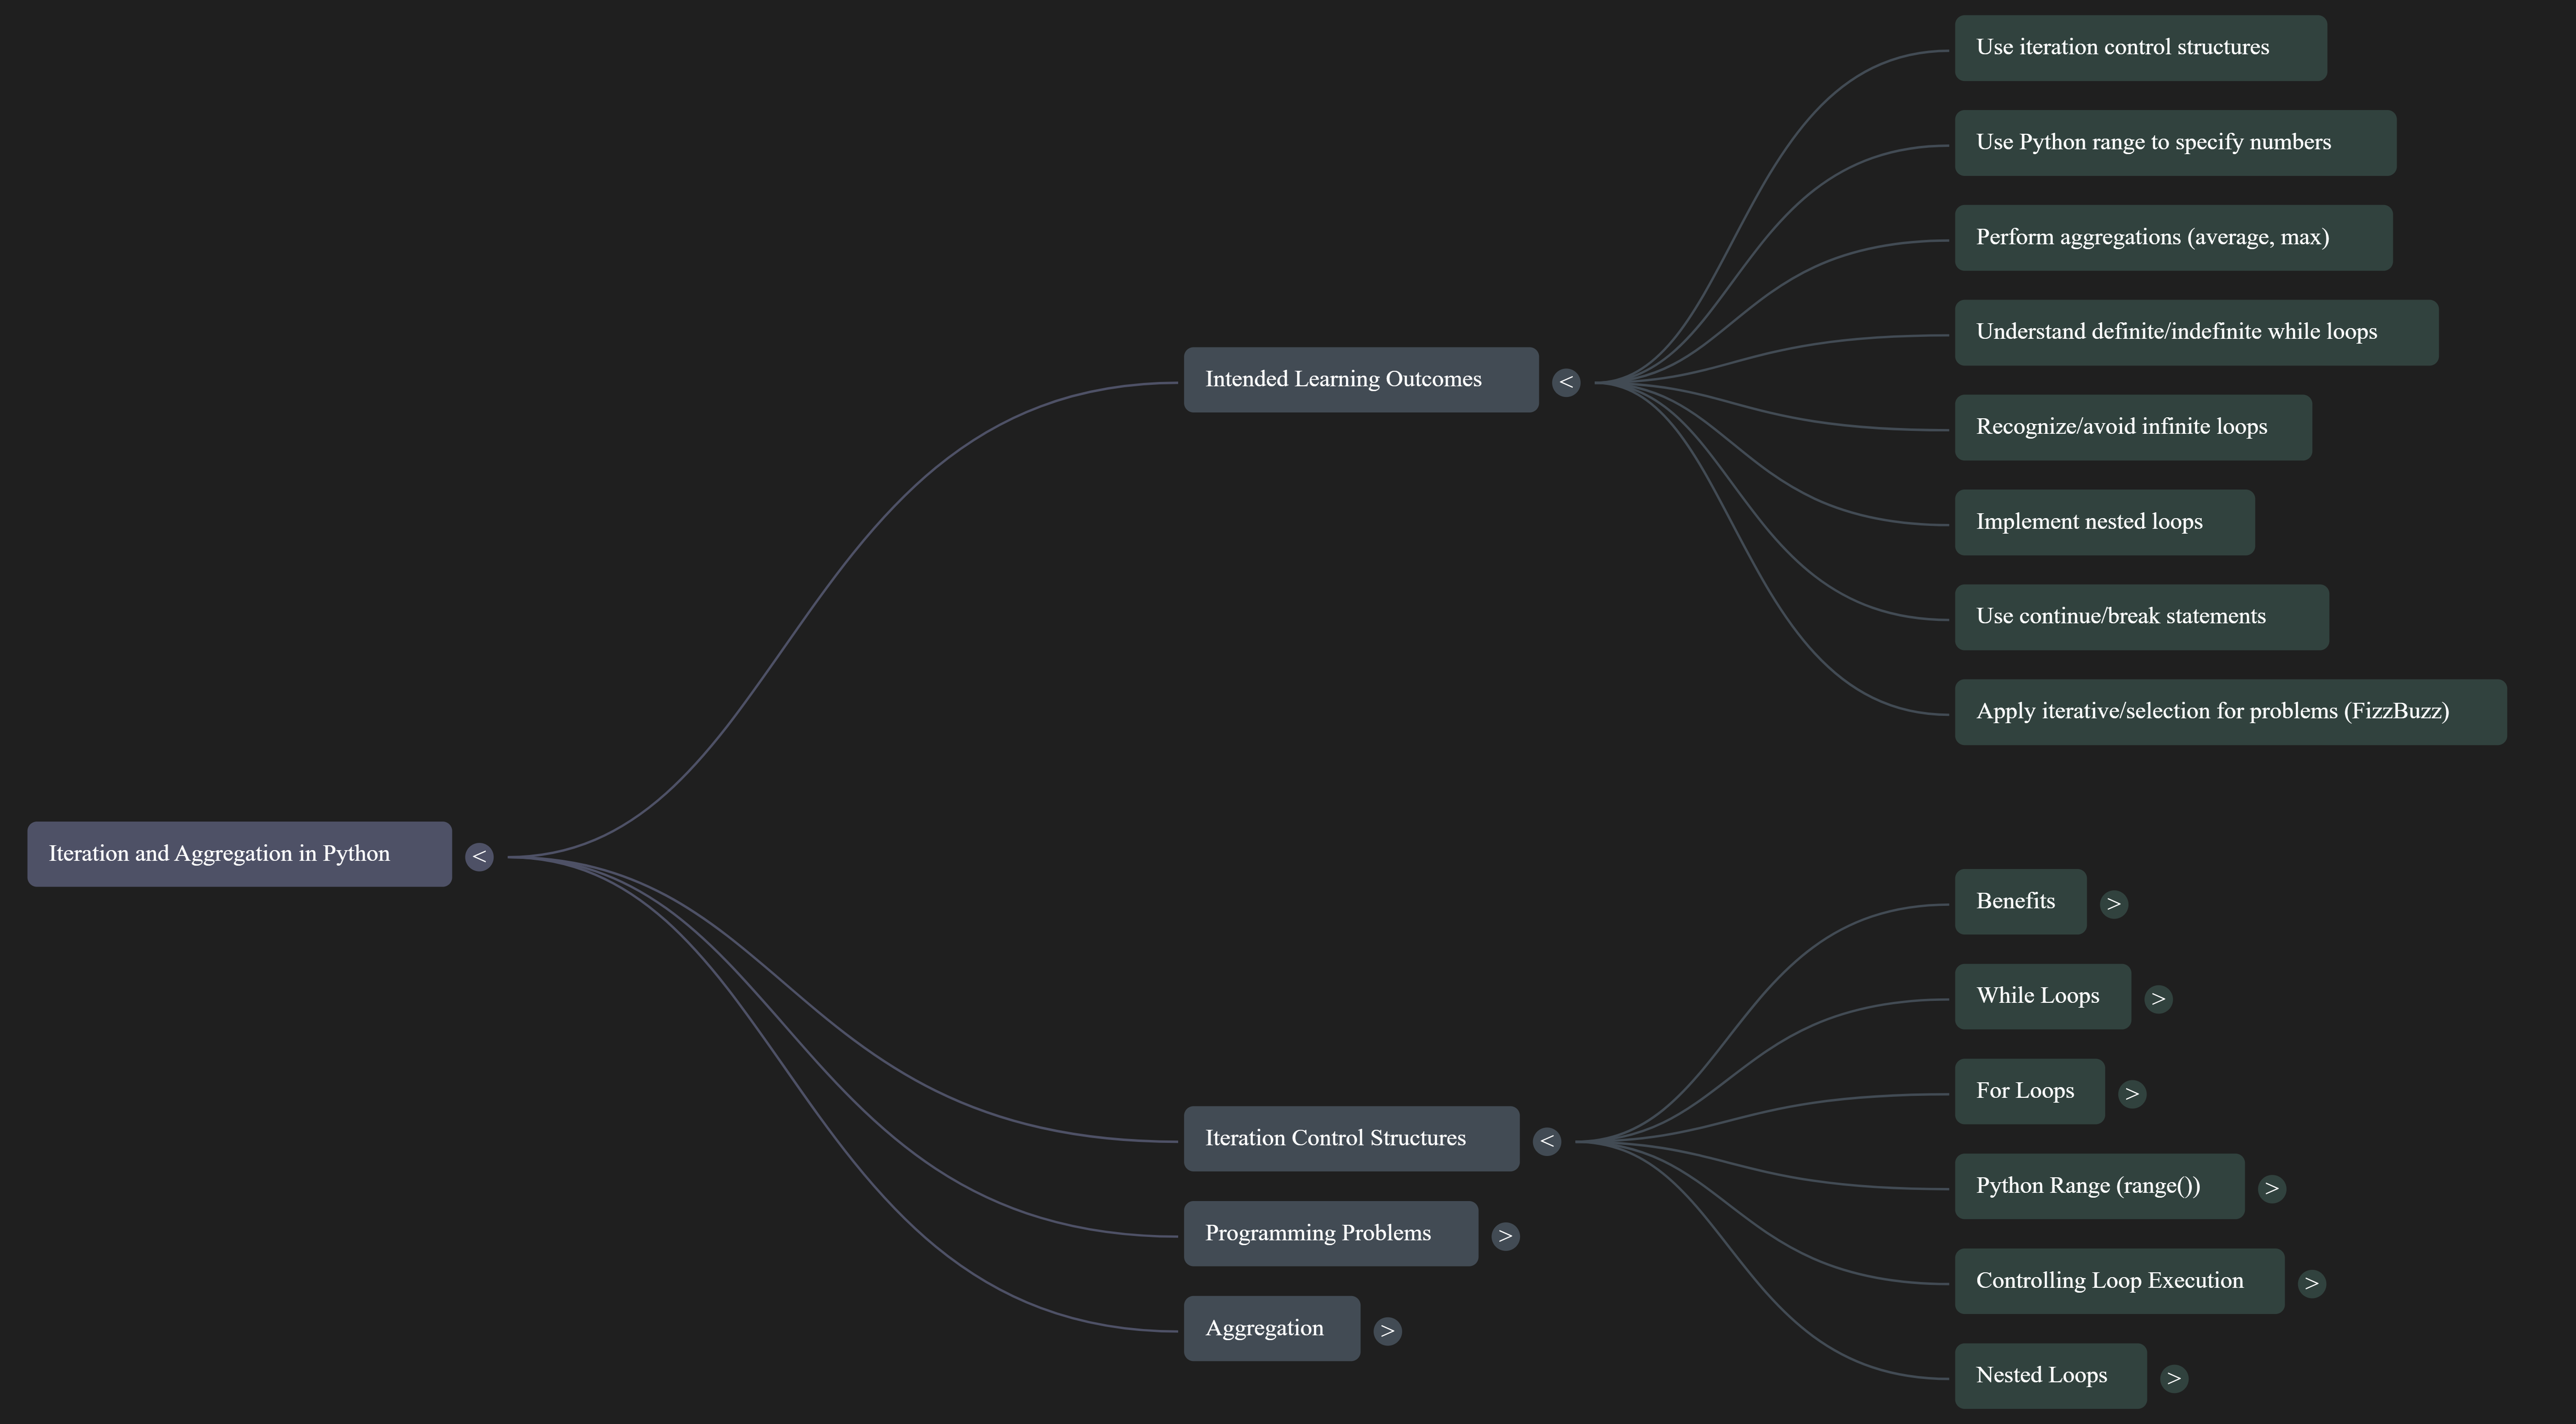 Iteration and Aggregation in Python
<
Intended Learning Outcomes
<
Use iteration control structures
Use Python range to specify numbers
Perform aggregations (average, max)
Understand definite/indefinite while loops
Recognize/avoid infinite loops
Implement nested loops
Use continue/break statements
Apply iterative/selection for problems (FizzBuzz)
Iteration Control Structures
<
Benefits
>
While Loops
>
For Loops
>
Python Range (range())
>
Controlling Loop Execution
>
Nested Loops
>
Programming Problems
>
Aggregation
>